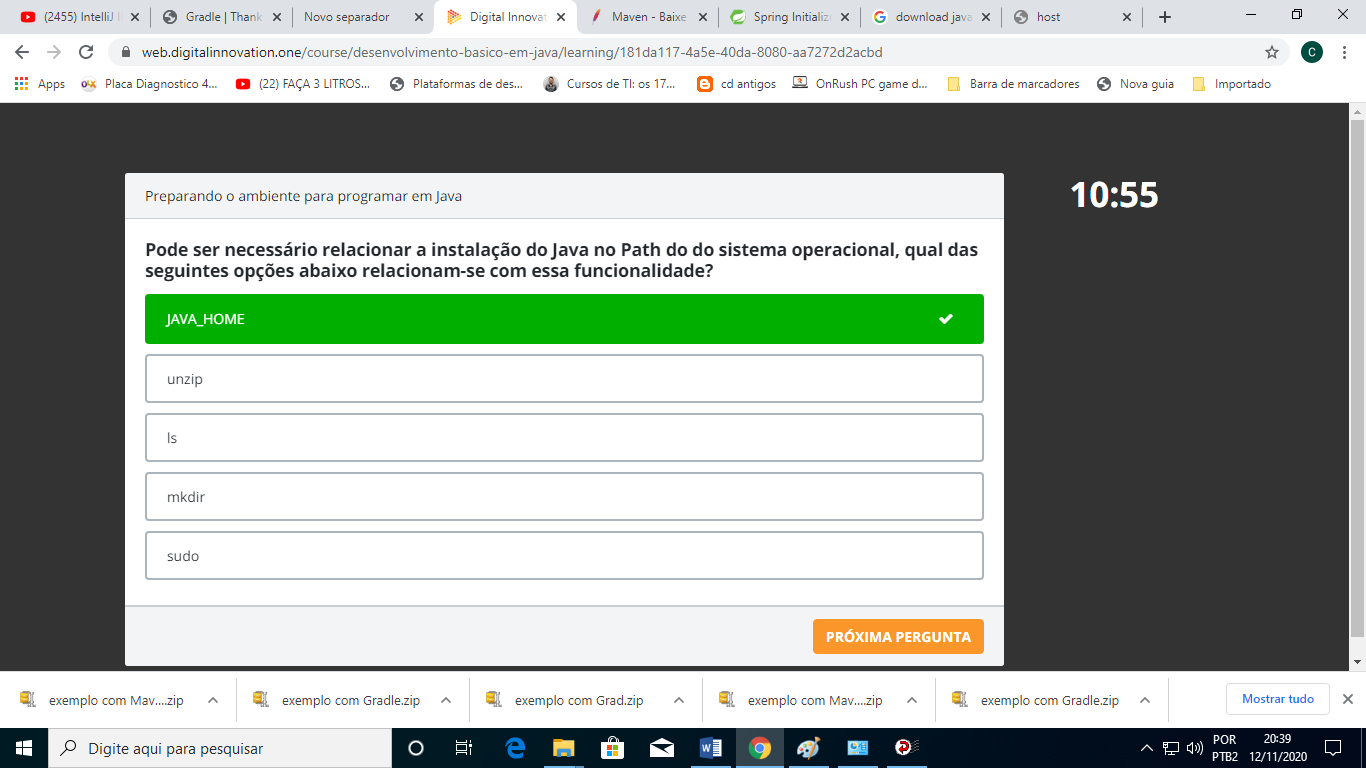 (2455) IntelliJ I
Gradle | Thank
Novo separador
Digital Innovat
Maven - Baixe
Spring Initializ
download java
host
web.digitalinnovation.one/course/desenvolvimento-basico-em-java/learning/181da117-4a5e-40da-8080-aa7272d2acbd
C
Apps
Placa Diagnostico 4...
(22) FAÇA 3 LITROS...
Plataformas de des...
Cursos de TI: os 17...
cd antigos
OnRush PC game d...
Barra de marcadores
Nova guia
Importado
Preparando o ambiente para programar em Java
10:55
Pode ser necessário relacionar a instalação do Java no Path do do sistema operacional, qual das
seguintes opções abaixo relacionam-se com essa funcionalidade?
JAVA_HOME
unzip
ls
mkdir
sudo
PRÓXIMA PERGUNTA
exemplo com Mav....zip
exemplo com Gradle.zip
exemplo com Grad.zip
exemplo com Mav....zip
exemplo com Gradle.zip
Mostrar tudo
Digite aqui para pesquisar
POR
PTB2
20:39
12/11/2020